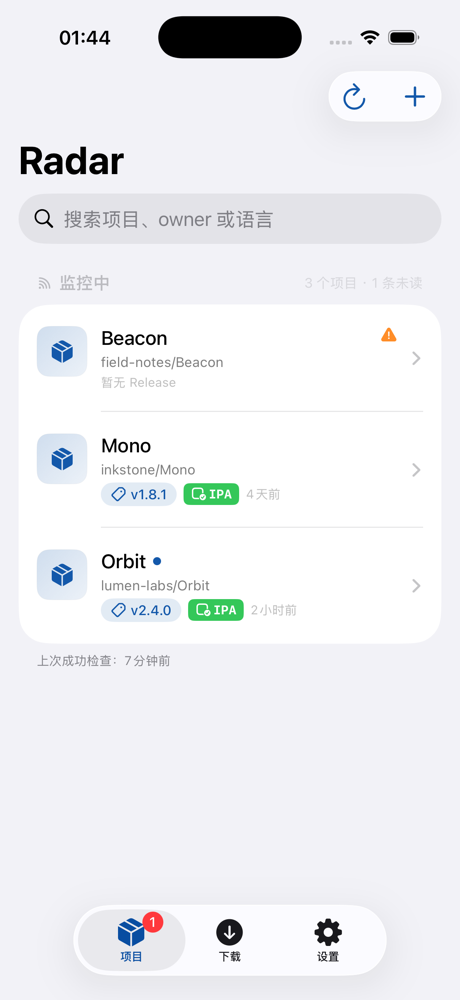 01:44
Radar
搜索项目、owner 或语言
监控中 3 个项目 · 1 条未读
Beacon
field-notes/Beacon
暂无 Release
Mono
inkstone/Mono
v1.8.1 IPA 4天前
Orbit
lumen-labs/Orbit
v2.4.0 IPA 2小时前
上次成功检查：7分钟前
1
项目 下载 设置